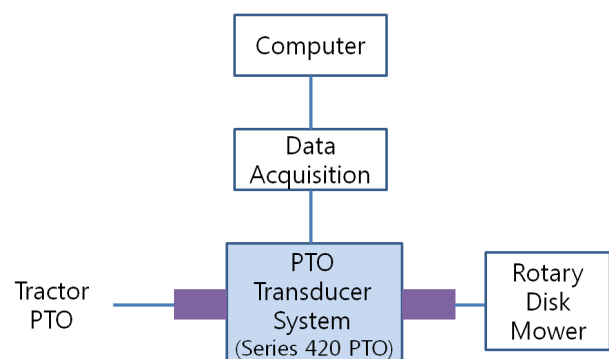 Computer
Data
Acquisition
Tractor
PTO
PTO
Transducer
System
(Series 420 PTO)
Rotary
Disk
Mower